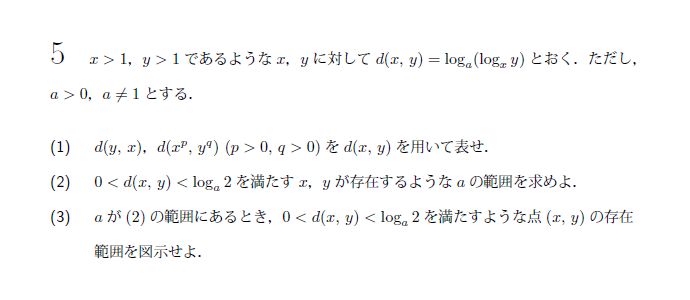 5 x > 1, y > 1 であるような x, y に対して d(x, y) = log_a(log_x y) とおく. ただし,
a > 0, a ≠ 1 とする.
(1) d(y, x), d(x^p, y^q) (p > 0, q > 0) を d(x, y) を用いて表せ.
(2) 0 < d(x, y) < log_a 2 を満たす x, y が存在するような a の範囲を求めよ.
(3) a が (2) の範囲にあるとき, 0 < d(x, y) < log_a 2 を満たすような点 (x, y) の存在
範囲を図示せよ.